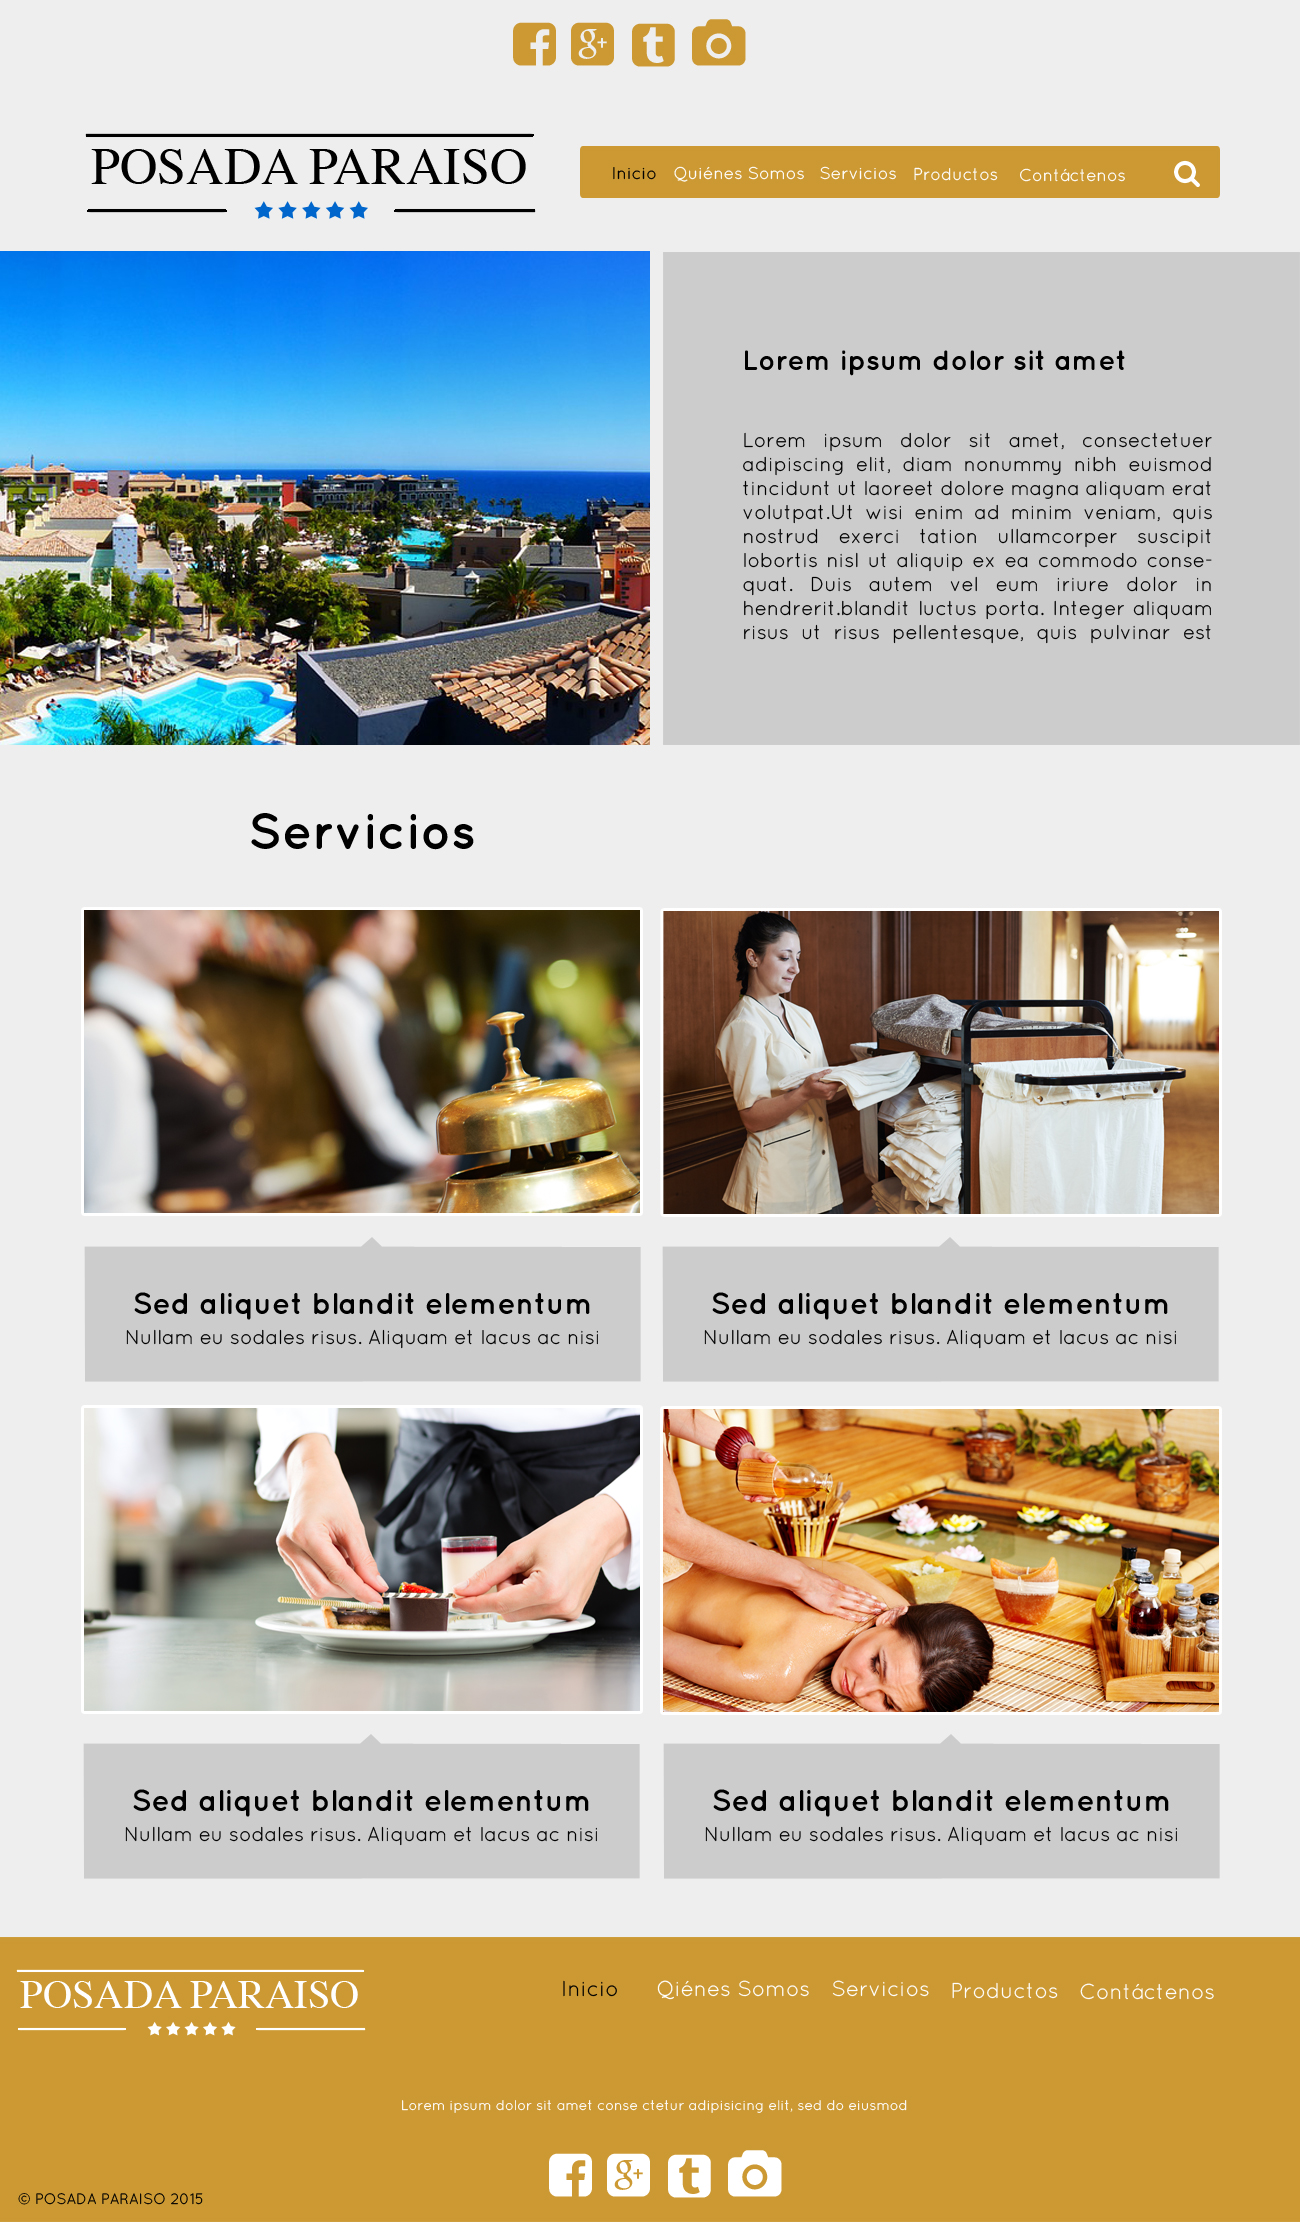 POSADA PARAISO
Inicio Quiénes Somos Servicios Productos Contáctenos
Lorem ipsum dolor sit amet
Lorem ipsum dolor sit amet, consectetuer
adipiscing elit, diam nonummy nibh euismod
tincidunt ut laoreet dolore magna aliquam erat
volutpat.Ut wisi enim ad minim veniam, quis
nostrud exerci tation ullamcorper suscipit
lobortis nisl ut aliquip ex ea commodo conse-
quat. Duis autem vel eum iriure dolor in
hendrerit.blandit luctus porta. Integer aliquam
risus ut risus pellentesque, quis pulvinar est
Servicios
Sed aliquet blandit elementum
Nullam eu sodales risus. Aliquam et lacus ac nisi
Sed aliquet blandit elementum
Nullam eu sodales risus. Aliquam et lacus ac nisi
Sed aliquet blandit elementum
Nullam eu sodales risus. Aliquam et lacus ac nisi
Sed aliquet blandit elementum
Nullam eu sodales risus. Aliquam et lacus ac nisi
POSADA PARAISO
Inicio Qiénes Somos Servicios Productos Contáctenos
Lorem ipsum dolor sit amet conse ctetur adipisicing elit, sed do eiusmod
© POSADA PARAISO 2015